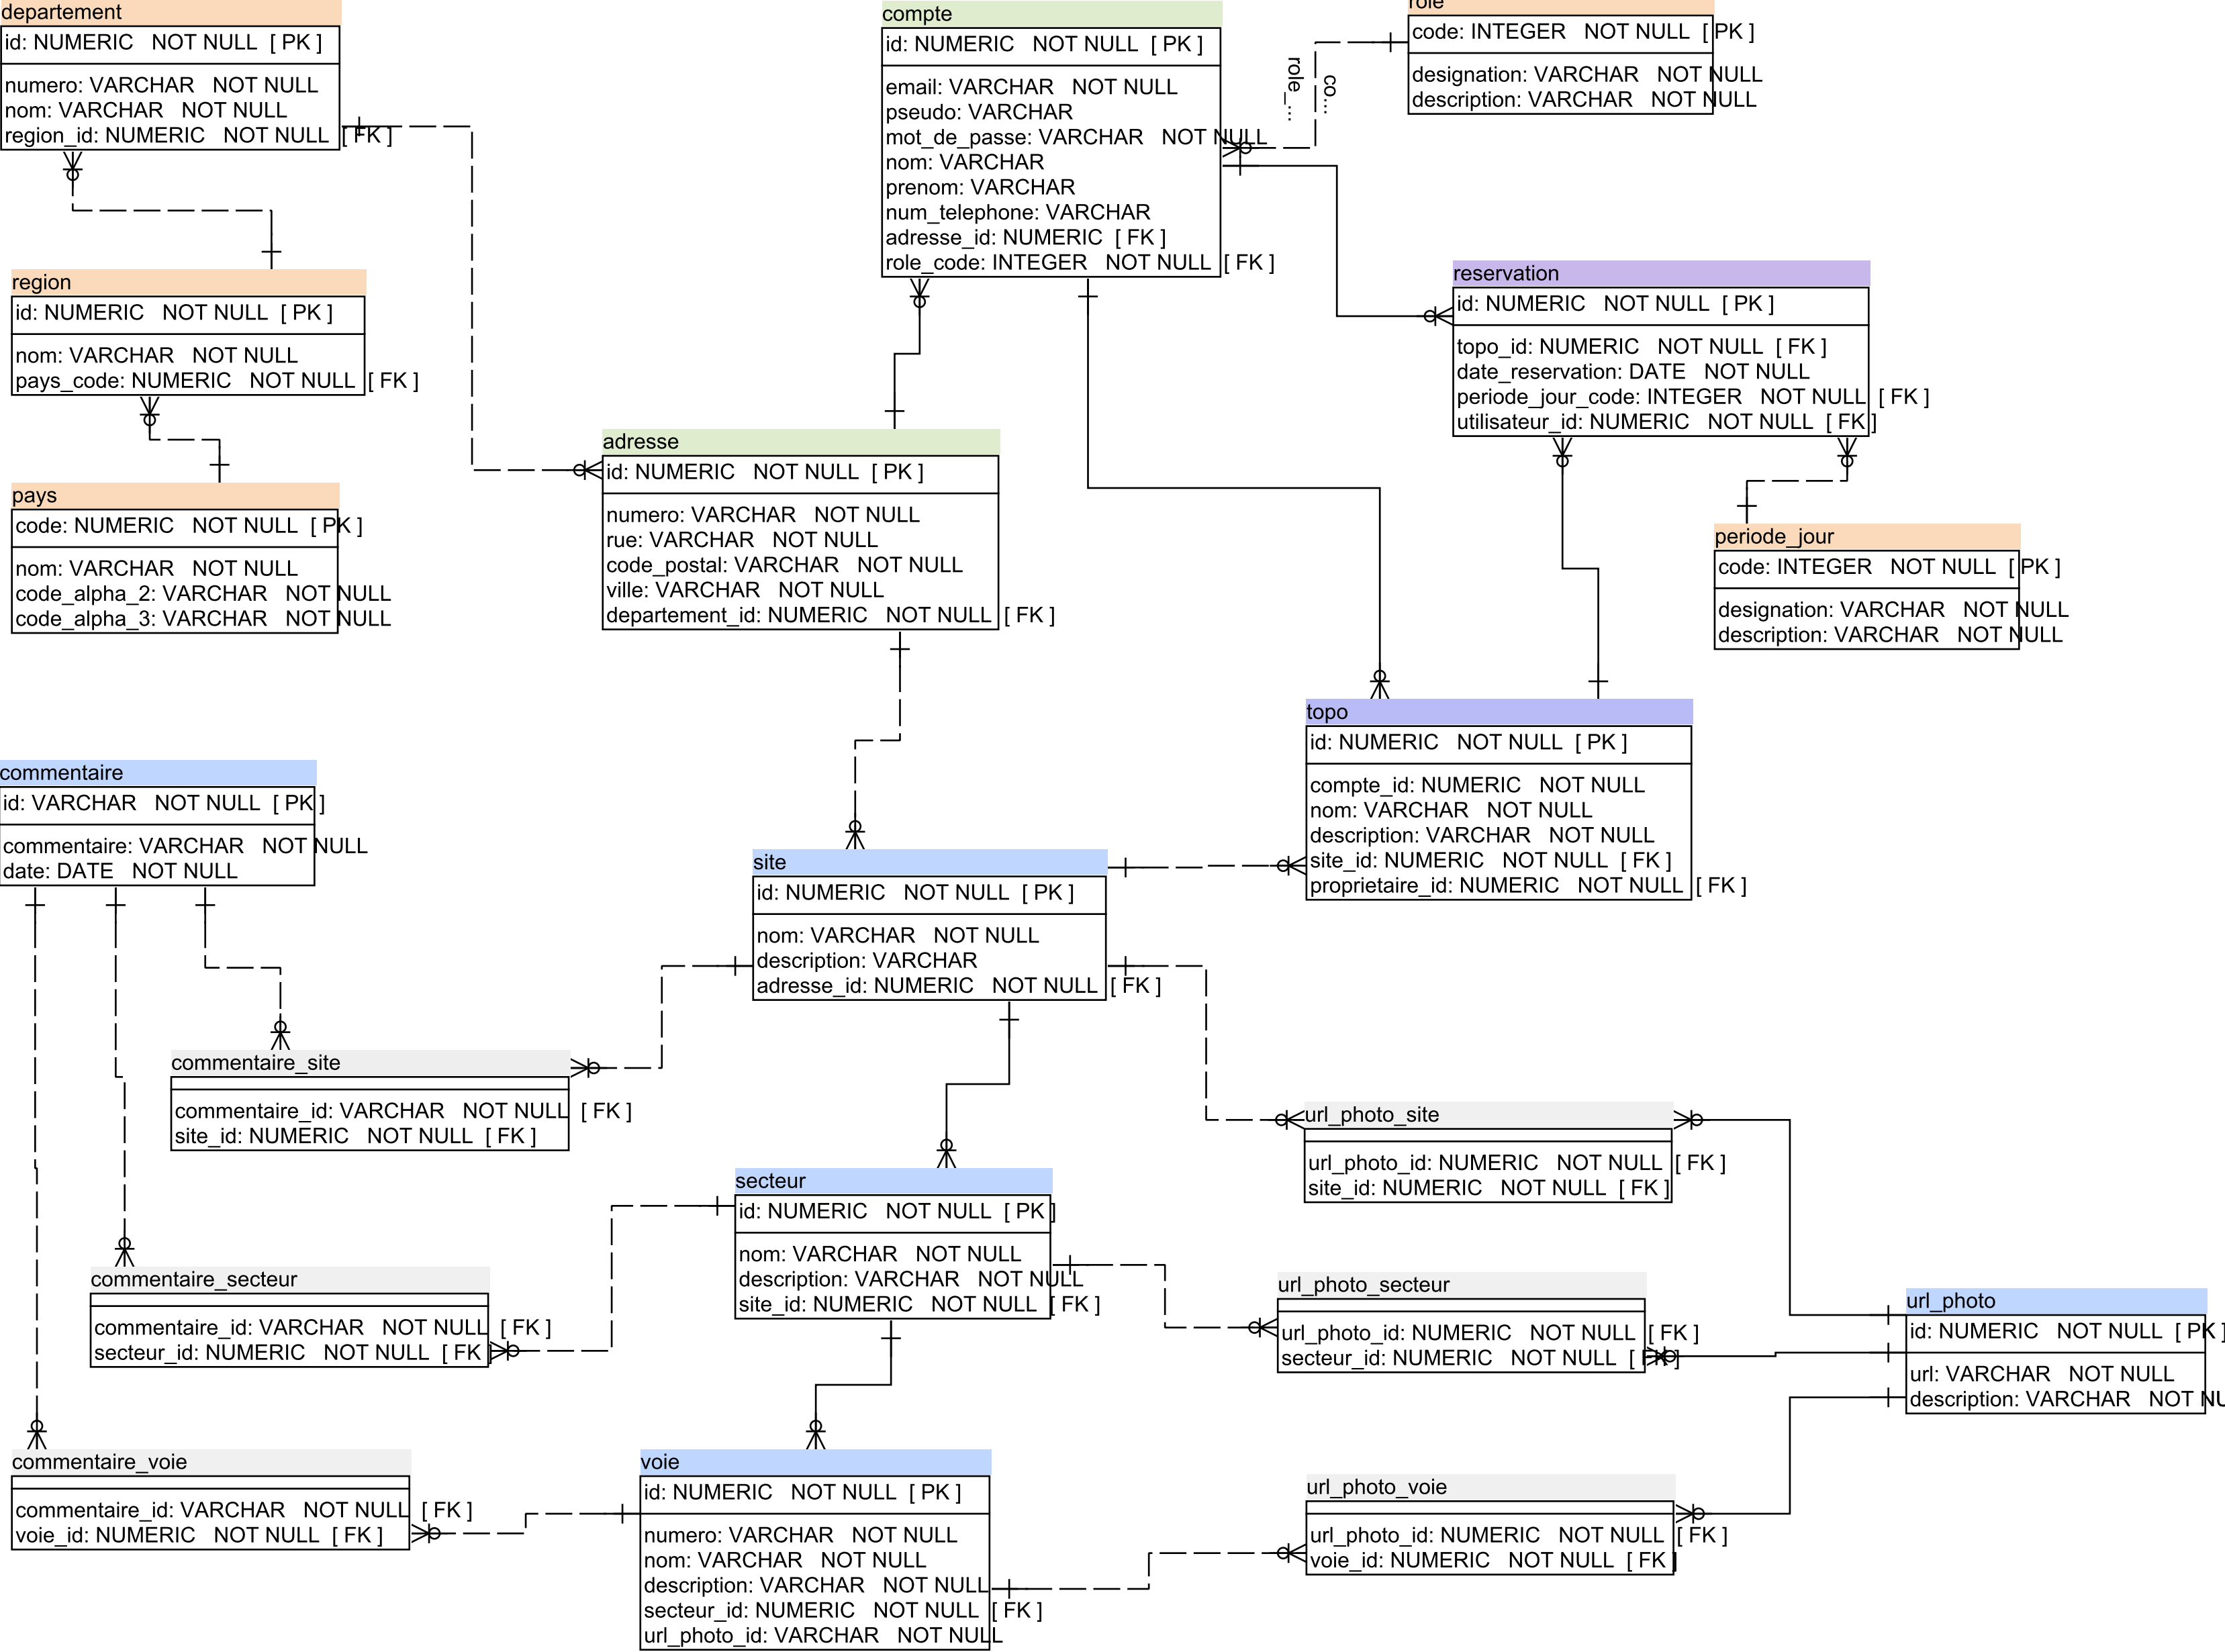 departement
id: NUMERIC NOT NULL [ PK ]
numero: VARCHAR NOT NULL
nom: VARCHAR NOT NULL
region_id: NUMERIC NOT NULL [ FK ]
compte
id: NUMERIC NOT NULL [ PK ]
email: VARCHAR NOT NULL
pseudo: VARCHAR
mot_de_passe: VARCHAR NOT NULL
nom: VARCHAR
prenom: VARCHAR
num_telephone: VARCHAR
adresse_id: NUMERIC [ FK ]
role_code: INTEGER NOT NULL [ FK ]
co...
role_...
role
code: INTEGER NOT NULL [ PK ]
designation: VARCHAR NOT NULL
description: VARCHAR NOT NULL
region
id: NUMERIC NOT NULL [ PK ]
nom: VARCHAR NOT NULL
pays_code: NUMERIC NOT NULL [ FK ]
reservation
id: NUMERIC NOT NULL [ PK ]
topo_id: NUMERIC NOT NULL [ FK ]
date_reservation: DATE NOT NULL
periode_jour_code: INTEGER NOT NULL [ FK ]
utilisateur_id: NUMERIC NOT NULL [ FK ]
pays
code: NUMERIC NOT NULL [ PK ]
nom: VARCHAR NOT NULL
code_alpha_2: VARCHAR NOT NULL
code_alpha_3: VARCHAR NOT NULL
adresse
id: NUMERIC NOT NULL [ PK ]
numero: VARCHAR NOT NULL
rue: VARCHAR NOT NULL
code_postal: VARCHAR NOT NULL
ville: VARCHAR NOT NULL
departement_id: NUMERIC NOT NULL [ FK ]
periode_jour
code: INTEGER NOT NULL [ PK ]
designation: VARCHAR NOT NULL
description: VARCHAR NOT NULL
topo
id: NUMERIC NOT NULL [ PK ]
compte_id: NUMERIC NOT NULL
nom: VARCHAR NOT NULL
description: VARCHAR NOT NULL
site_id: NUMERIC NOT NULL [ FK ]
proprietaire_id: NUMERIC NOT NULL [ FK ]
commentaire
id: VARCHAR NOT NULL [ PK ]
commentaire: VARCHAR NOT NULL
date: DATE NOT NULL
site
id: NUMERIC NOT NULL [ PK ]
nom: VARCHAR NOT NULL
description: VARCHAR
adresse_id: NUMERIC NOT NULL [ FK ]
commentaire_site
commentaire_id: VARCHAR NOT NULL [ FK ]
site_id: NUMERIC NOT NULL [ FK ]
url_photo_site
url_photo_id: NUMERIC NOT NULL [ FK ]
site_id: NUMERIC NOT NULL [ FK ]
secteur
id: NUMERIC NOT NULL [ PK ]
nom: VARCHAR NOT NULL
description: VARCHAR NOT NULL
site_id: NUMERIC NOT NULL [ FK ]
commentaire_secteur
commentaire_id: VARCHAR NOT NULL [ FK ]
secteur_id: NUMERIC NOT NULL [ FK ]
url_photo_secteur
url_photo_id: NUMERIC NOT NULL [ FK ]
secteur_id: NUMERIC NOT NULL [ FK ]
url_photo
id: NUMERIC NOT NULL [ PK ]
url: VARCHAR NOT NULL
description: VARCHAR NOT NU
commentaire_voie
commentaire_id: VARCHAR NOT NULL [ FK ]
voie_id: NUMERIC NOT NULL [ FK ]
voie
id: NUMERIC NOT NULL [ PK ]
numero: VARCHAR NOT NULL
nom: VARCHAR NOT NULL
description: VARCHAR NOT NULL
secteur_id: NUMERIC NOT NULL [ FK ]
url_photo_id: VARCHAR NOT NULL
url_photo_voie
url_photo_id: NUMERIC NOT NULL [ FK ]
voie_id: NUMERIC NOT NULL [ FK ]